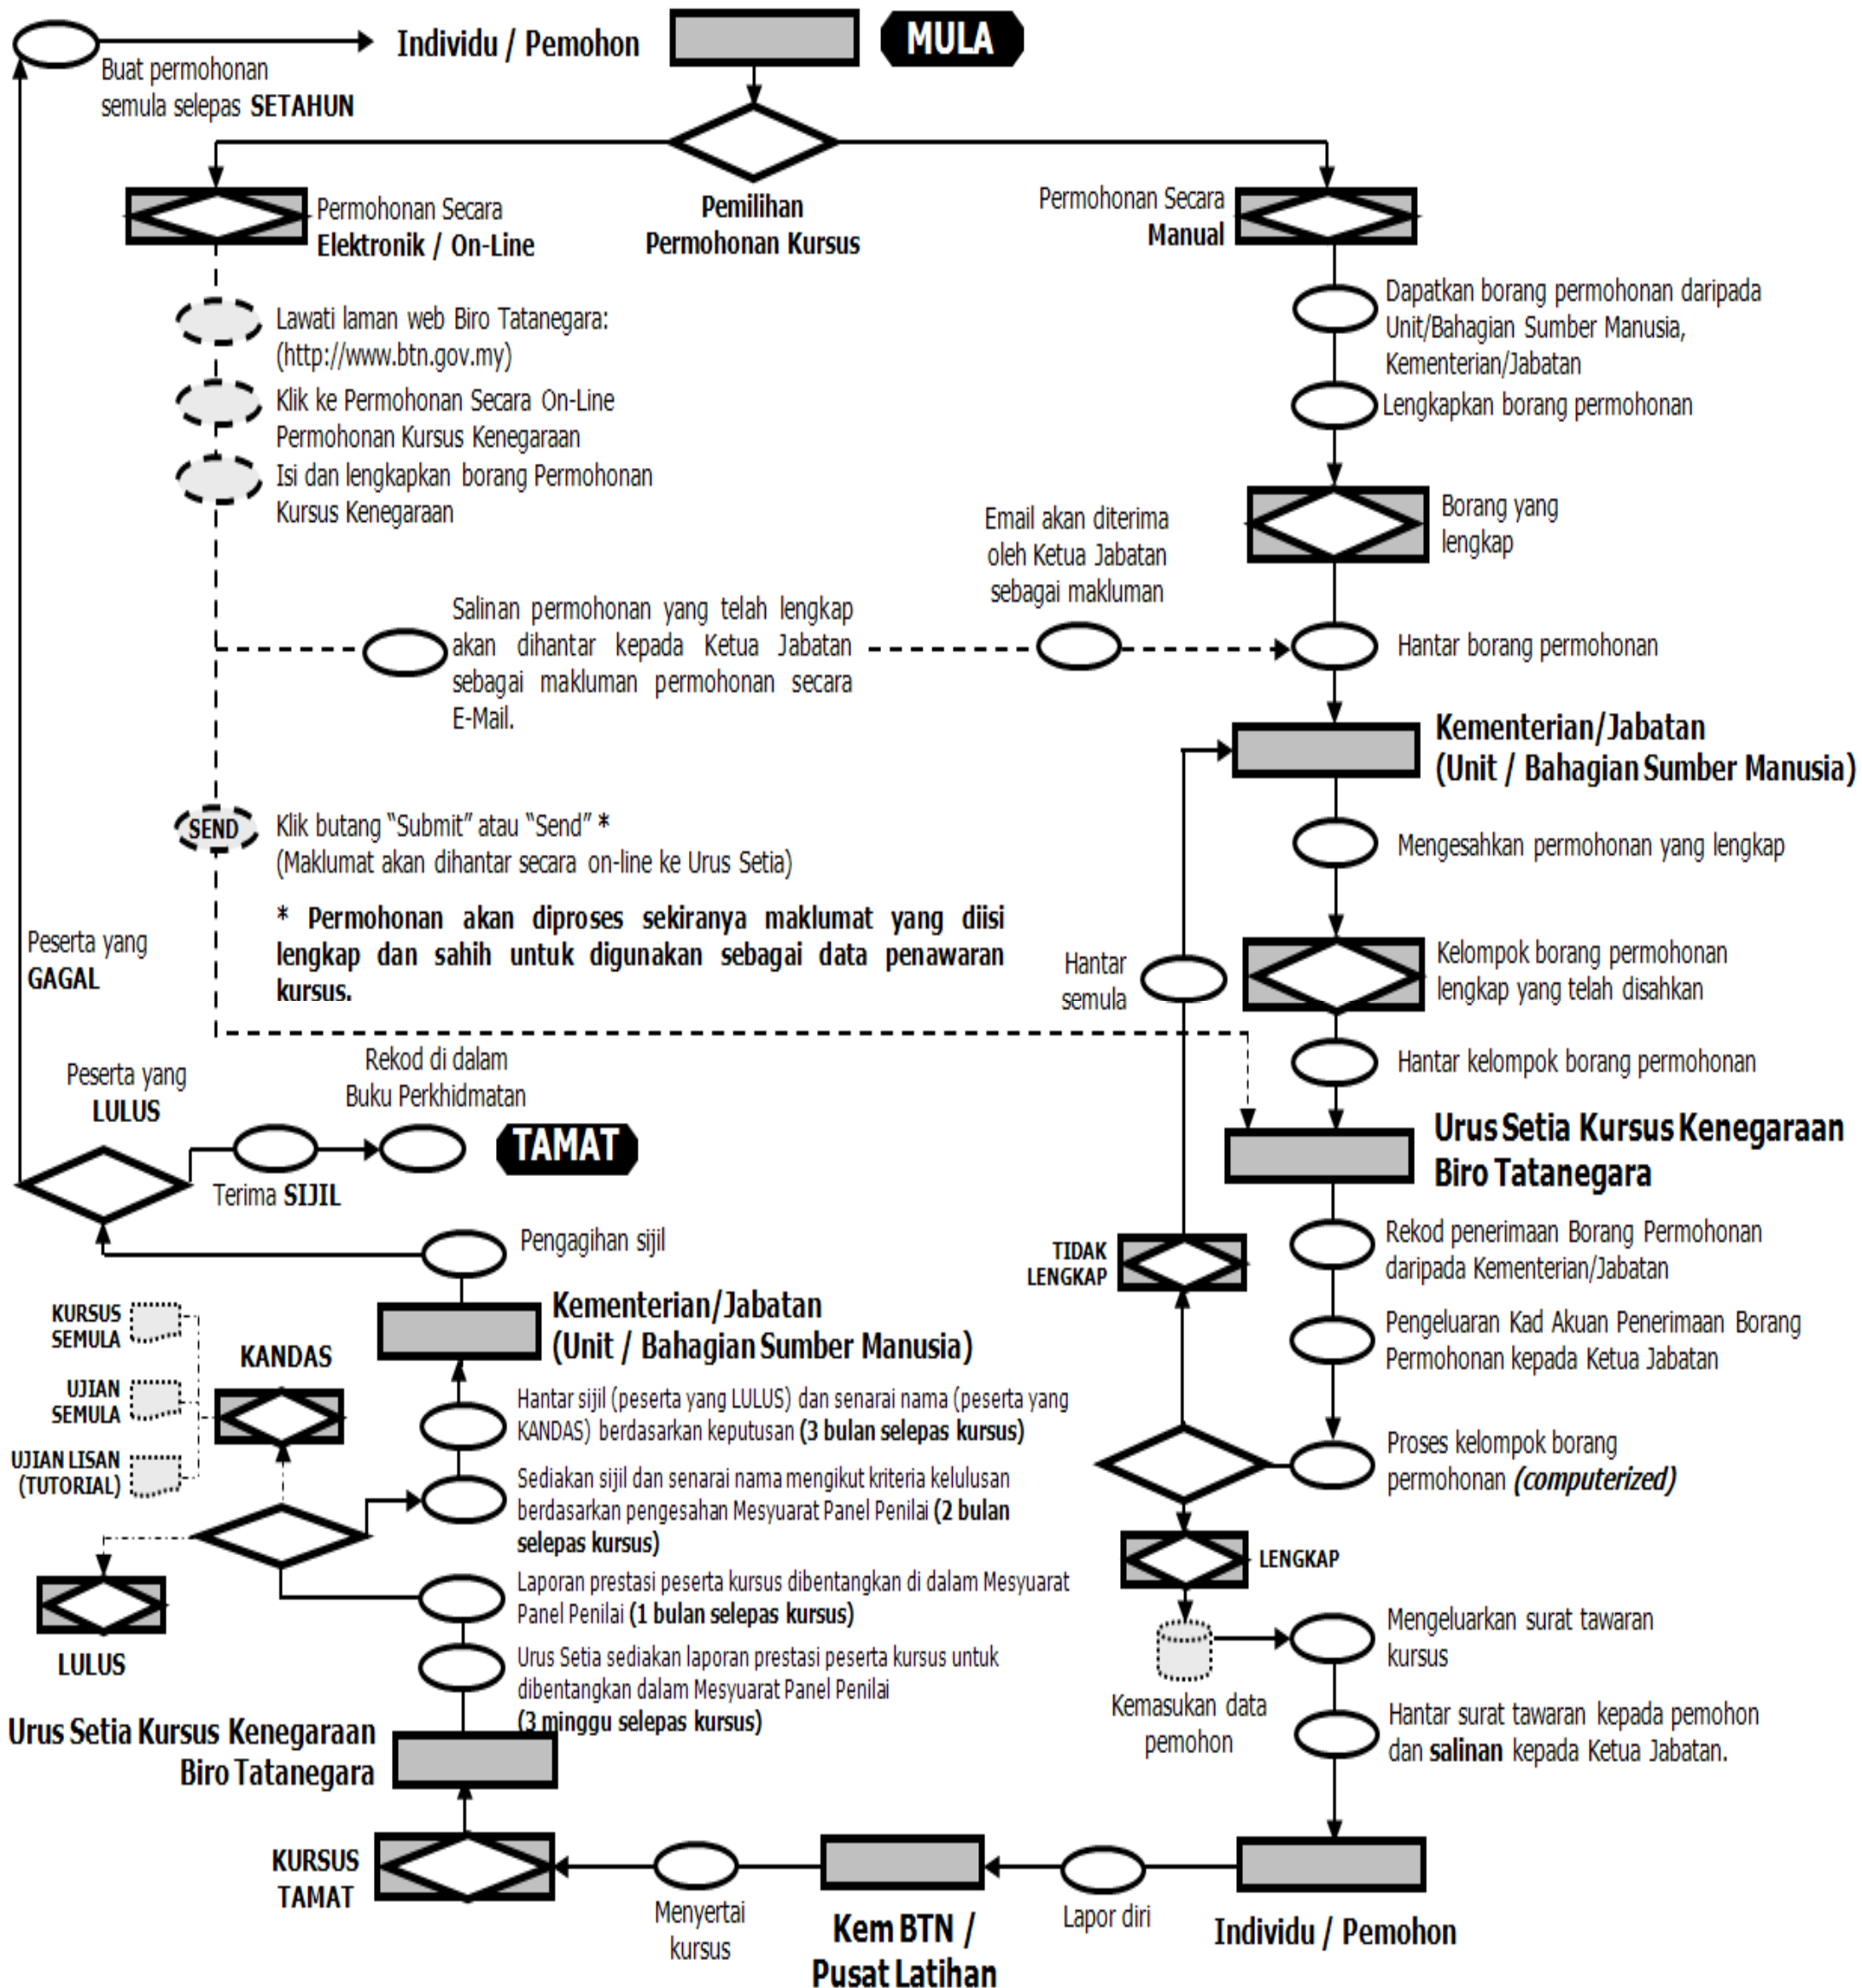 Individu / Pemohon
MULA
Buat permohonan
semula selepas SETAHUN
Pemilihan
Permohonan Kursus
Permohonan Secara
Elektronik / On-Line
Permohonan Secara
Manual
Lawati laman web Biro Tatanegara:
(http://www.btn.gov.my)
Klik ke Permohonan Secara On-Line
Permohonan Kursus Kenegaraan
Isi dan lengkapkan borang Permohonan
Kursus Kenegaraan
Dapatkan borang permohonan daripada
Unit/Bahagian Sumber Manusia,
Kementerian/Jabatan
Lengkapkan borang permohonan
Borang yang
lengkap
Email akan diterima
oleh Ketua Jabatan
sebagai makluman
Salinan permohonan yang telah lengkap
akan dihantar kepada Ketua Jabatan
sebagai makluman permohonan secara
E-Mail.
Hantar borang permohonan
Kementerian/Jabatan
(Unit / Bahagian Sumber Manusia)
SEND
Klik butang “Submit” atau “Send” *
(Maklumat akan dihantar secara on-line ke Urus Setia)
* Permohonan akan diproses sekiranya maklumat yang diisi
lengkap dan sahih untuk digunakan sebagai data penawaran
kursus.
Mengesahkan permohonan yang lengkap
Peserta yang
GAGAL
Hantar
semula
Kelompok borang permohonan
lengkap yang telah disahkan
Hantar kelompok borang permohonan
Peserta yang
LULUS
Rekod di dalam
Buku Perkhidmatan
TAMAT
Terima SIJIL
Urus Setia Kursus Kenegaraan
Biro Tatanegara
Rekod penerimaan Borang Permohonan
daripada Kementerian/Jabatan
Pengeluaran Kad Akuan Penerimaan Borang
Permohonan kepada Ketua Jabatan
Proses kelompok borang
permohonan (computerized)
TIDAK
LENGKAP
LENGKAP
Kemasukan data
pemohon
Mengeluarkan surat tawaran
kursus
Hantar surat tawaran kepada pemohon
dan salinan kepada Ketua Jabatan.
Pengagihan sijil
Kementerian/Jabatan
(Unit / Bahagian Sumber Manusia)
KURSUS
SEMULA
UJIAN
SEMULA
UJIAN LISAN
(TUTORIAL)
KANDAS
Hantar sijil (peserta yang LULUS) dan senarai nama (peserta yang
KANDAS) berdasarkan keputusan (3 bulan selepas kursus)
Sediakan sijil dan senarai nama mengikut kriteria kelulusan
berdasarkan pengesahan Mesyuarat Panel Penilai (2 bulan
selepas kursus)
Laporan prestasi peserta kursus dibentangkan di dalam Mesyuarat
Panel Penilai (1 bulan selepas kursus)
Urus Setia sediakan laporan prestasi peserta kursus untuk
dibentangkan dalam Mesyuarat Panel Penilai
(3 minggu selepas kursus)
LULUS
Urus Setia Kursus Kenegaraan
Biro Tatanegara
KURSUS
TAMAT
Menyertai
kursus
Kem BTN /
Pusat Latihan
Lapor diri
Individu / Pemohon